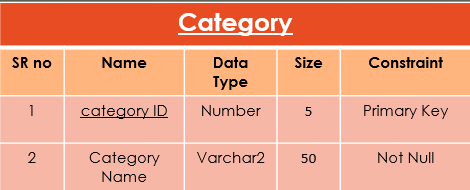 Category
SR no Name Data Type Size Constraint
1 category ID Number 5 Primary Key
2 Category Name Varchar2 50 Not Null